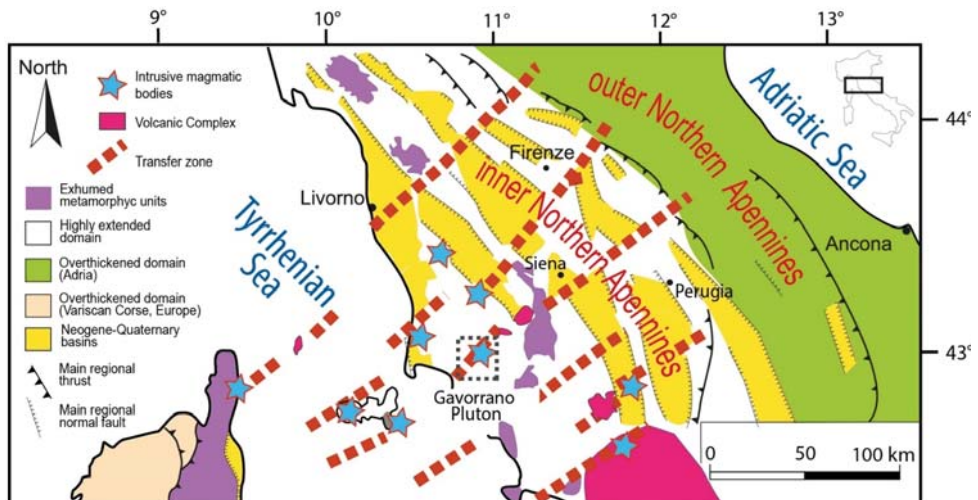 9°
10°
11°
12°
13°
North
Intrusive magmatic
bodies
Volcanic Complex
Transfer zone
Exhumed
metamorphyc units
Highly extended
domain
Overthickened domain
(Adria)
Overthickened domain
(Variscan Corse, Europe)
Neogene-Quaternary
basins
Main regional
thrust
Main regional
normal fault
Tyrrhenian
Sea
Livorno
Firenze
Siena
Perugia
Ancona
Gavorrano
Pluton
inner Northern Apennines
outer Northern Apennines
Adriatic Sea
44°
43°
0
50
100 km